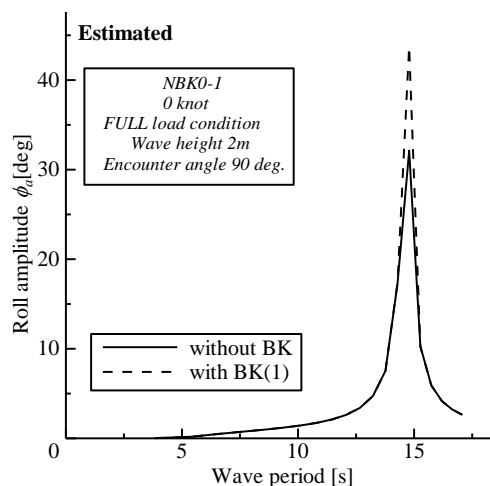 Estimated
NBK0-1
0 knot
FULL load condition
Wave height 2m
Encounter angle 90 deg.
40
30
20
10
0
Roll amplitude ϕₐ[deg]
without BK
with BK(1)
5
10
15
Wave period [s]